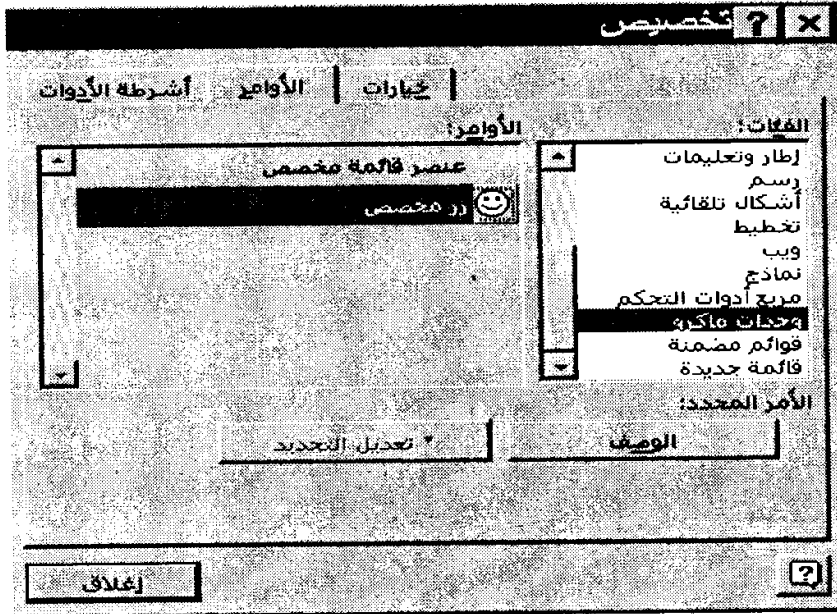 تخصيص
أشرطة الأدوات
الأوامر
خيارات
الفئات:
إطار وتعليمات
رسم
أشكال تلقائية
تخطيط
ويب
نماذج
مربع أدوات التحكم
وحدات ماكرو
قوائم مضمنة
قائمة جديدة
الأوامر:
عنصر قائمة مخصص
زر مخصص
الأمر المحدد:
الوصف
تعديل التحديد
إغلاق